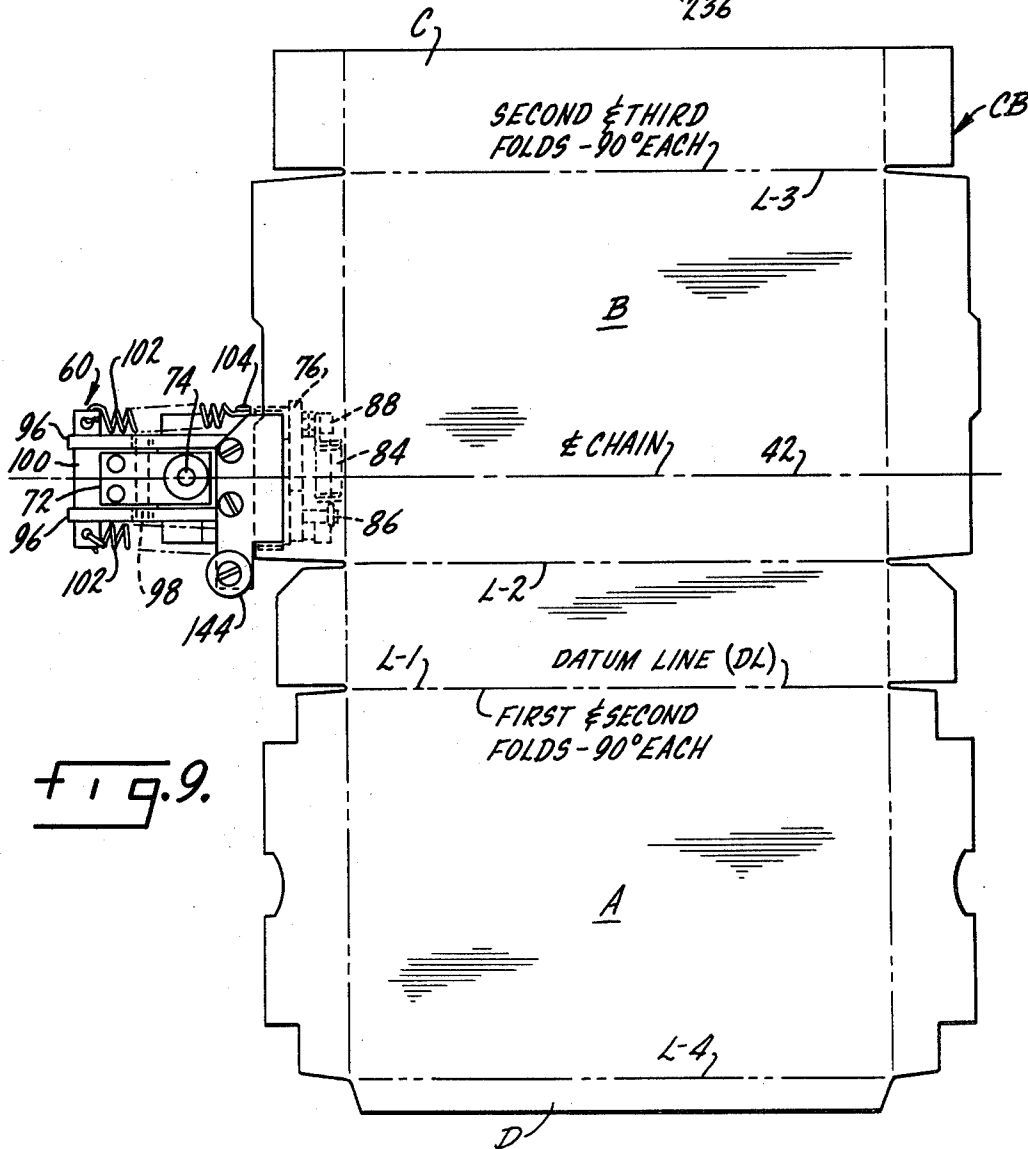 236
C
CB
SECOND & THIRD
FOLDS - 90° EACH
L-3
B
60
102
104
76
74
88
96
84
100
℄ CHAIN
42
72
86
96
102
98
L-2
144
L-1
DATUM LINE (DL)
FIRST & SECOND
FOLDS - 90° EACH
fig.9.
A
L-4
D